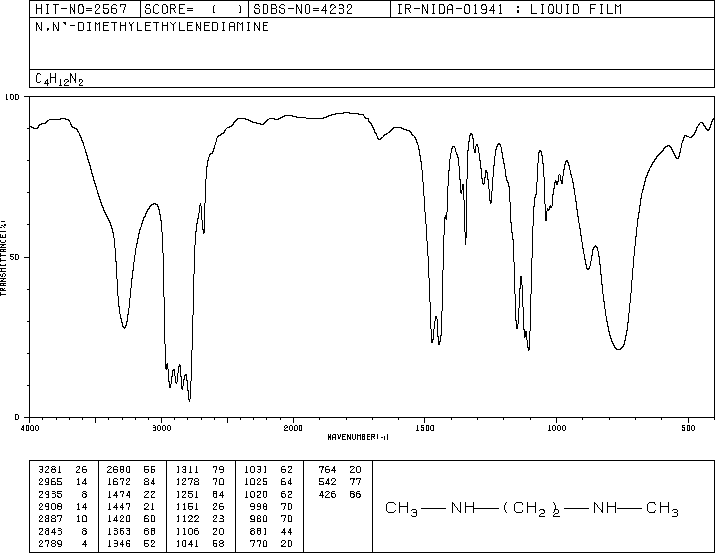 HIT-NO=2567 SCORE= ( ) SDBS-NO=4232 IR-NIDA-01941 : LIQUID FILM
N,N'-DIMETHYLETHYLENEDIAMINE
C4H12N2
100
50
0
TRANSMITTANCE(%)
4000 3000 2000 1500 1000 500
WAVENUMBER(-1)
3281 26 2680 55 1311 79 1031 62 764 20
2965 14 1672 84 1278 70 1025 64 542 77
2935 8 1474 22 1251 84 1020 62 426 86
2908 14 1447 21 1151 26 998 70
2887 10 1420 60 1122 23 980 70
2843 8 1363 68 1106 20 881 44
2789 4 1346 52 1041 58 770 20
CH3—NH—(CH2)2—NH—CH3